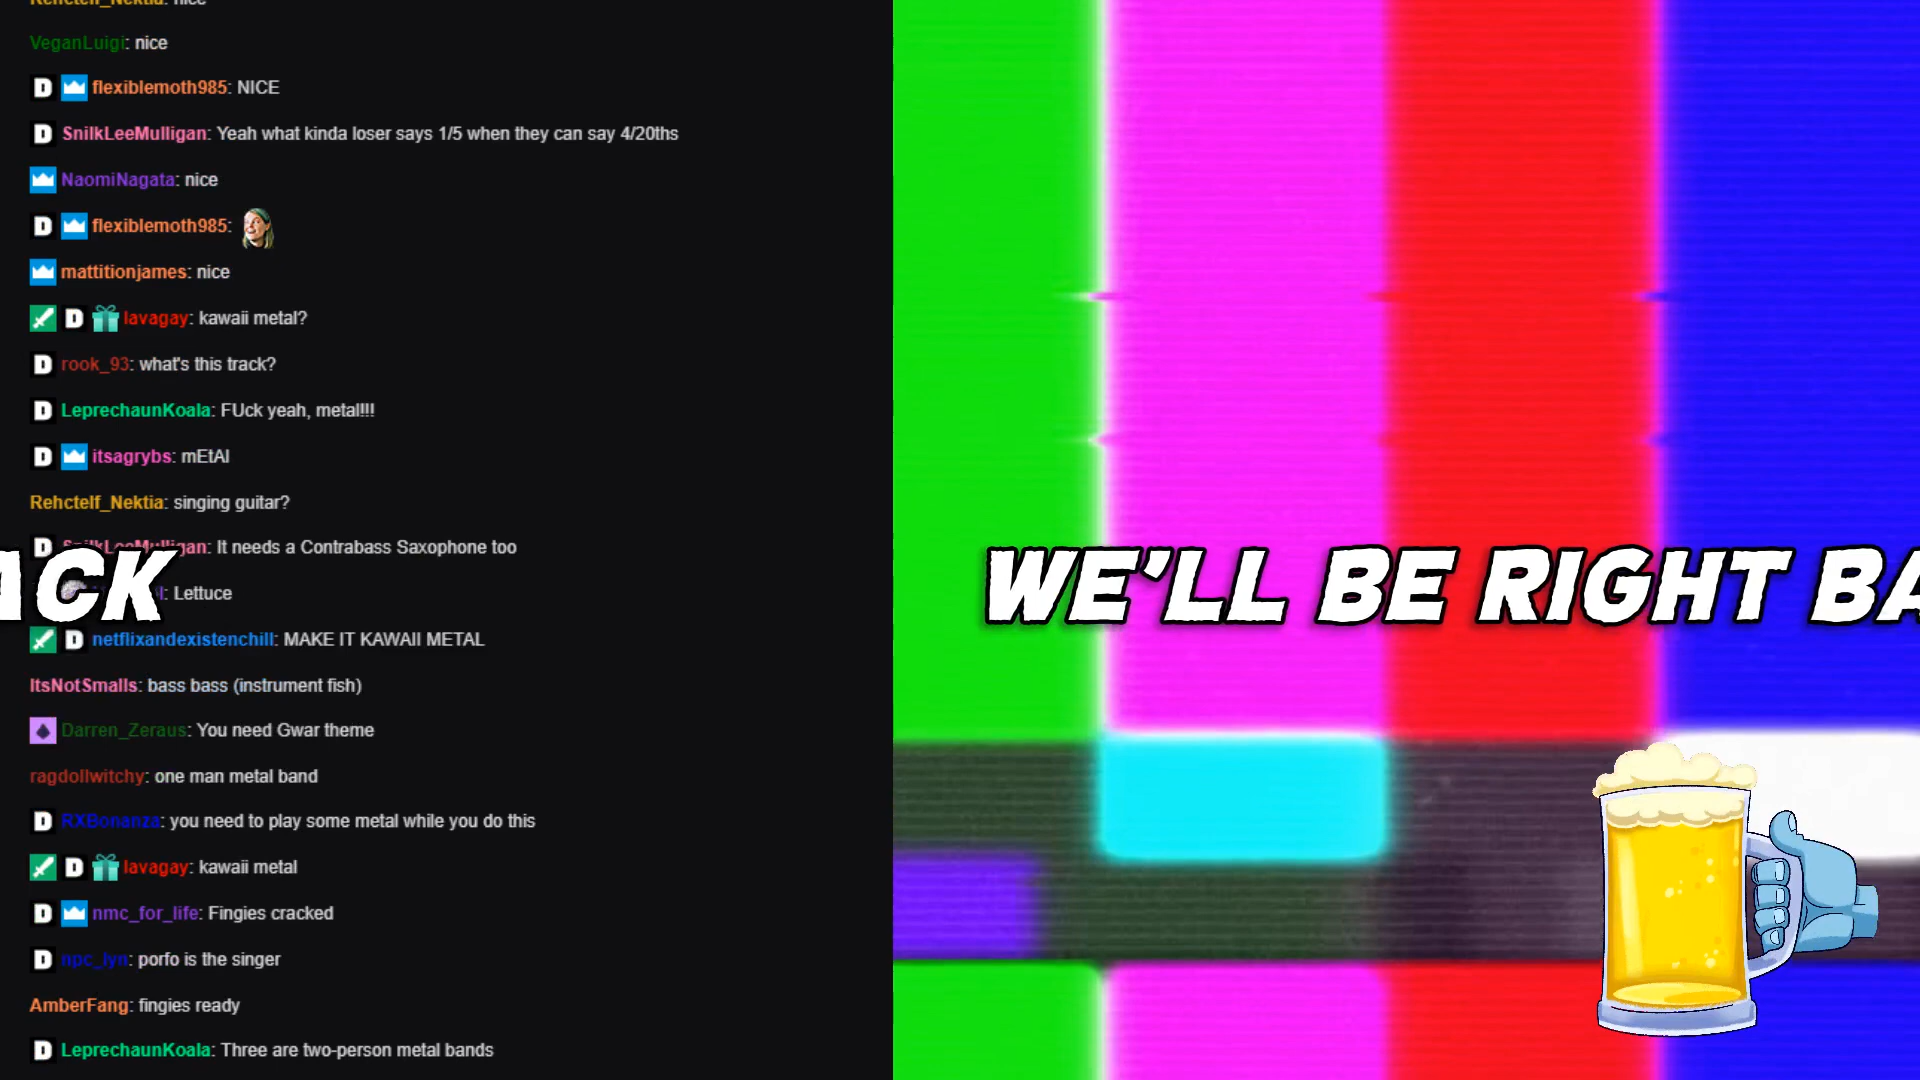 Rehctelf_Nektia: nice
VeganLuigi: nice
flexiblemoth985: NICE
SnilkLeeMulligan: Yeah what kinda loser says 1/5 when they can say 4/20ths
NaomiNagata: nice
flexiblemoth985:
mattitionjames: nice
lavagay: kawaii metal?
rook_93: what's this track?
LeprechaunKoala: FUck yeah, metal!!!
itsagrybs: mEtAl
Rehctelf_Nektia: singing guitar?
SnilkLeeMulligan: It needs a Contrabass Saxophone too
: Lettuce
netflixandexistenchill: MAKE IT KAWAII METAL
ItsNotSmalls: bass bass (instrument fish)
Darren_Zeraus: You need Gwar theme
ragdollwitchy: one man metal band
RXBonanza: you need to play some metal while you do this
lavagay: kawaii metal
nmc_for_life: Fingies cracked
npc_lyn: porfo is the singer
AmberFang: fingies ready
LeprechaunKoala: Three are two-person metal bands
ACK
WE'LL BE RIGHT BA